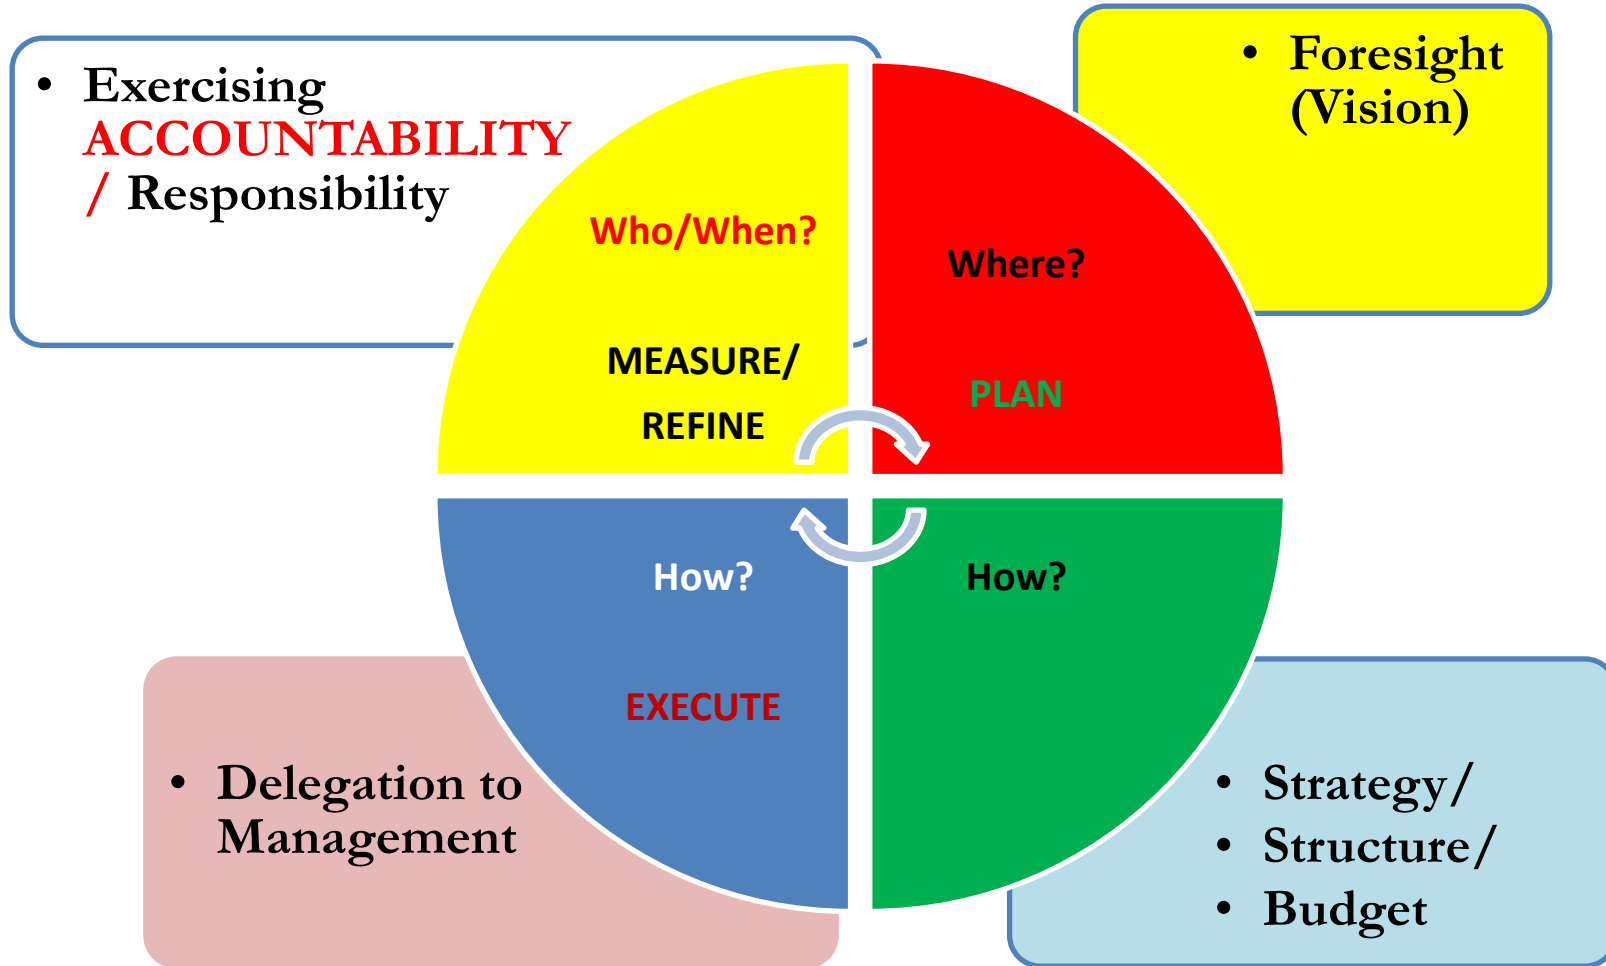 • Exercising
ACCOUNTABILITY
/ Responsibility
• Foresight
(Vision)
Who/When?
MEASURE/
REFINE
Where?
PLAN
How?
EXECUTE
How?
• Delegation to
Management
• Strategy/
• Structure/
• Budget